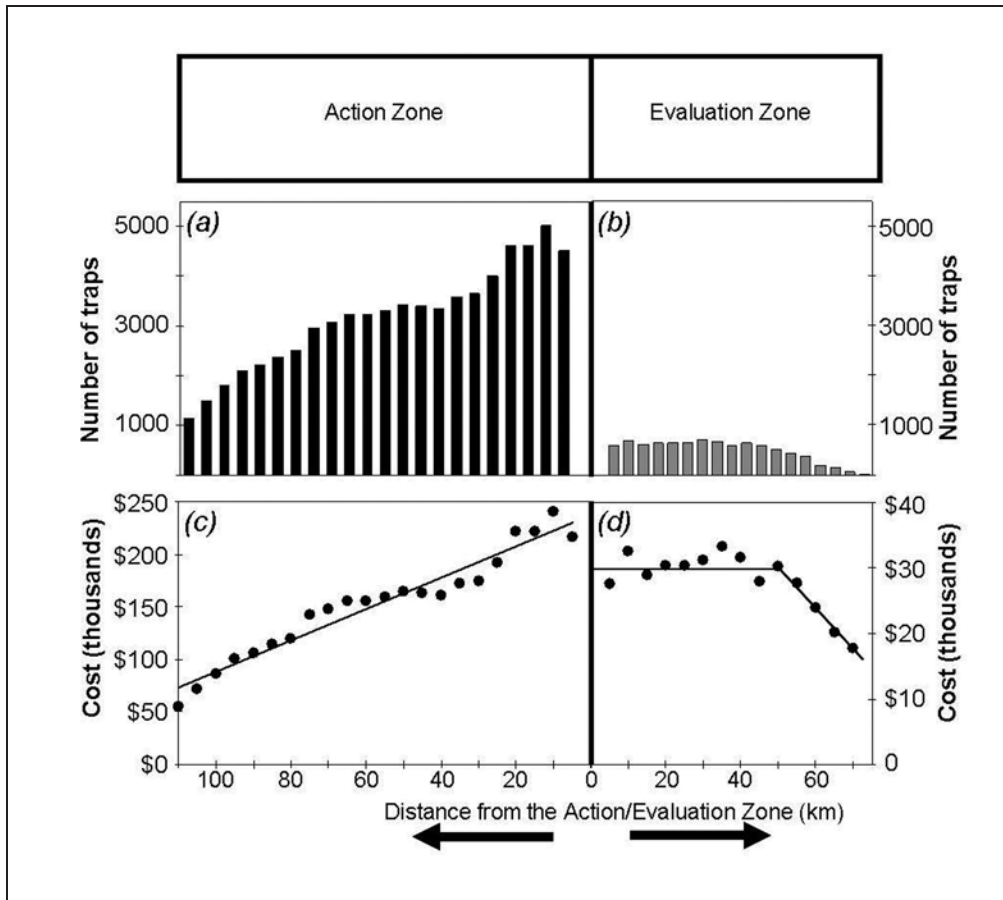 Action Zone
Evaluation Zone
(a)
(b)
Number of traps
5000
3000
1000
5000
3000
1000
Number of traps
(c)
(d)
Cost (thousands)
$250
$200
$150
$100
$50
$0
$40
$30
$20
$10
0
Cost (thousands)
100 80 60 40 20 0 20 40 60
Distance from the Action/Evaluation Zone (km)